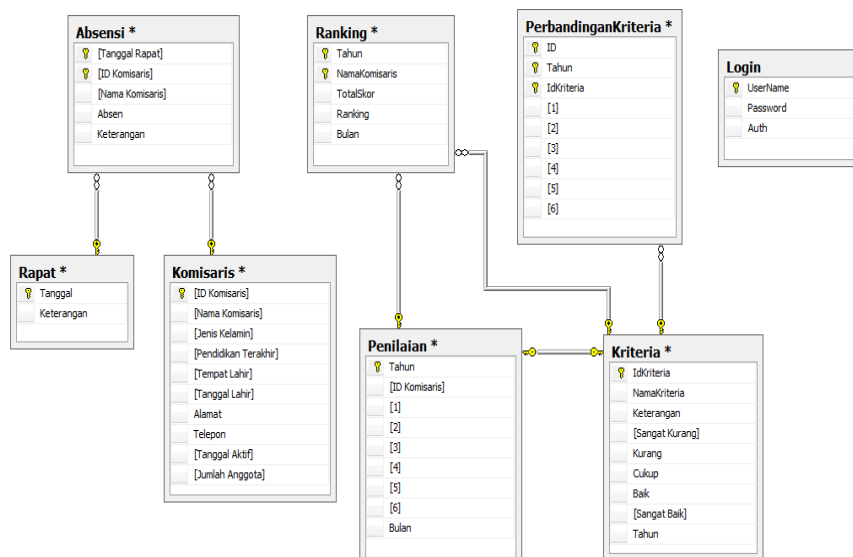 Absensi *
[Tanggal Rapat]
[ID Komisaris]
[Nama Komisaris]
Absen
Keterangan
Ranking *
Tahun
NamaKomisaris
TotalSkor
Ranking
Bulan
PerbandinganKriteria *
ID
Tahun
IdKriteria
[1]
[2]
[3]
[4]
[5]
[6]
Login
UserName
Password
Auth
Rapat *
Tanggal
Keterangan
Komisaris *
[ID Komisaris]
[Nama Komisaris]
[Jenis Kelamin]
[Pendidikan Terakhir]
[Tempat Lahir]
[Tanggal Lahir]
Alamat
Telepon
[Tanggal Aktif]
[Jumlah Anggota]
Penilaian *
Tahun
[ID Komisaris]
[1]
[2]
[3]
[4]
[5]
[6]
Bulan
Kriteria *
IdKriteria
NamaKriteria
Keterangan
[Sangat Kurang]
Kurang
Cukup
Baik
[Sangat Baik]
Tahun